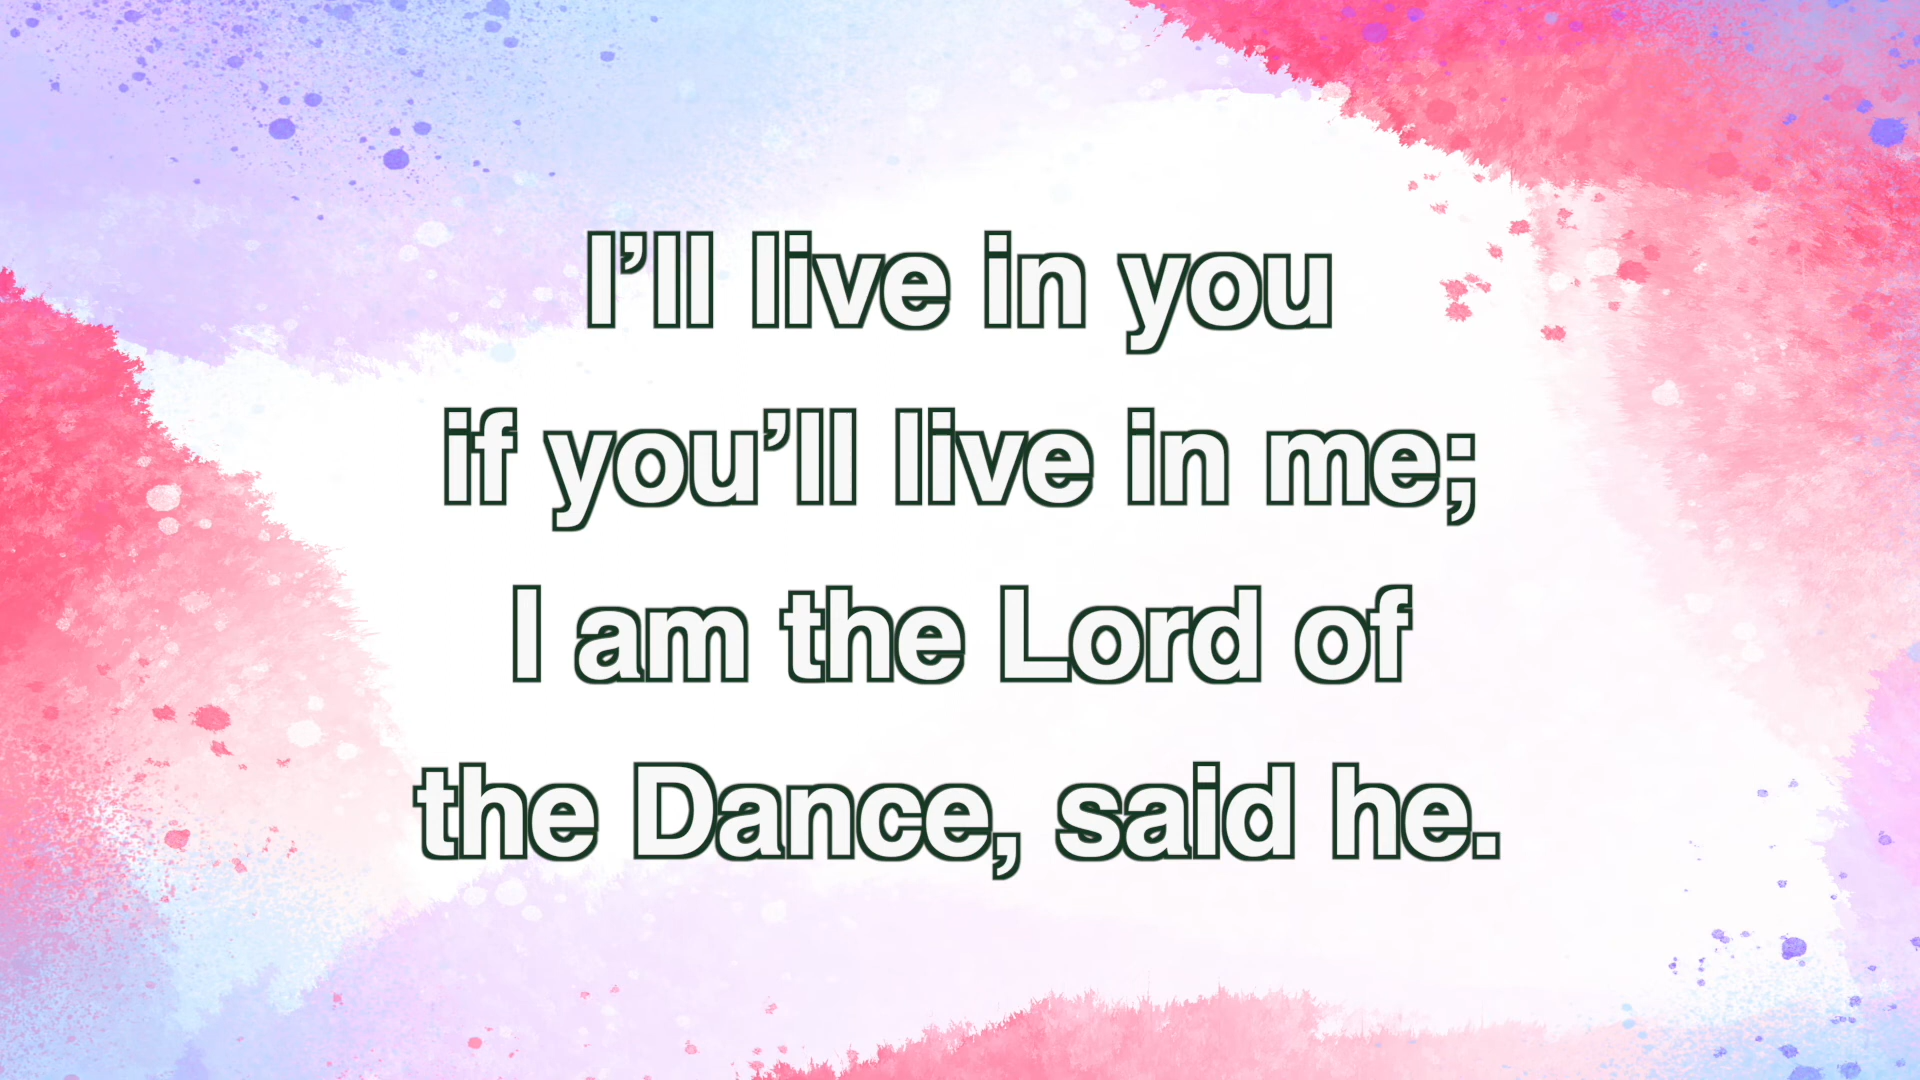 I’ll live in you
if you’ll live in me;
I am the Lord of
the Dance, said he.